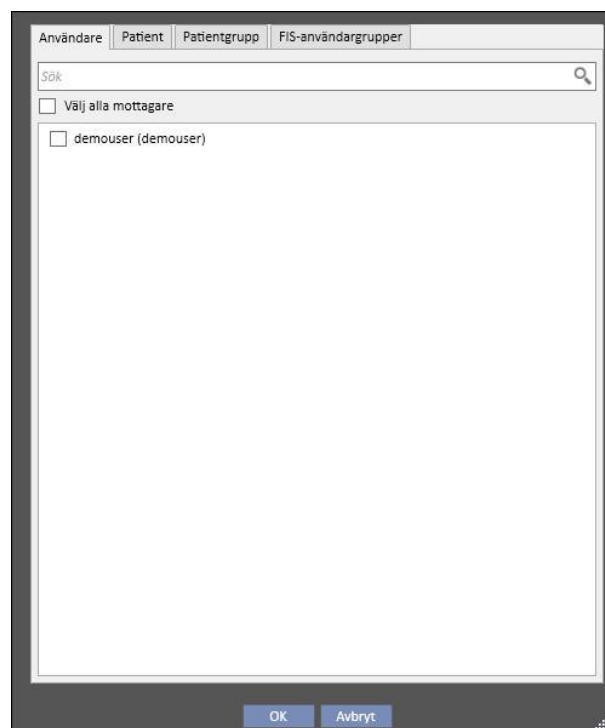 Användare Patient Patientgrupp FIS-användargrupper
Sök
Välj alla mottagare
demouser (demouser)
OK Avbryt